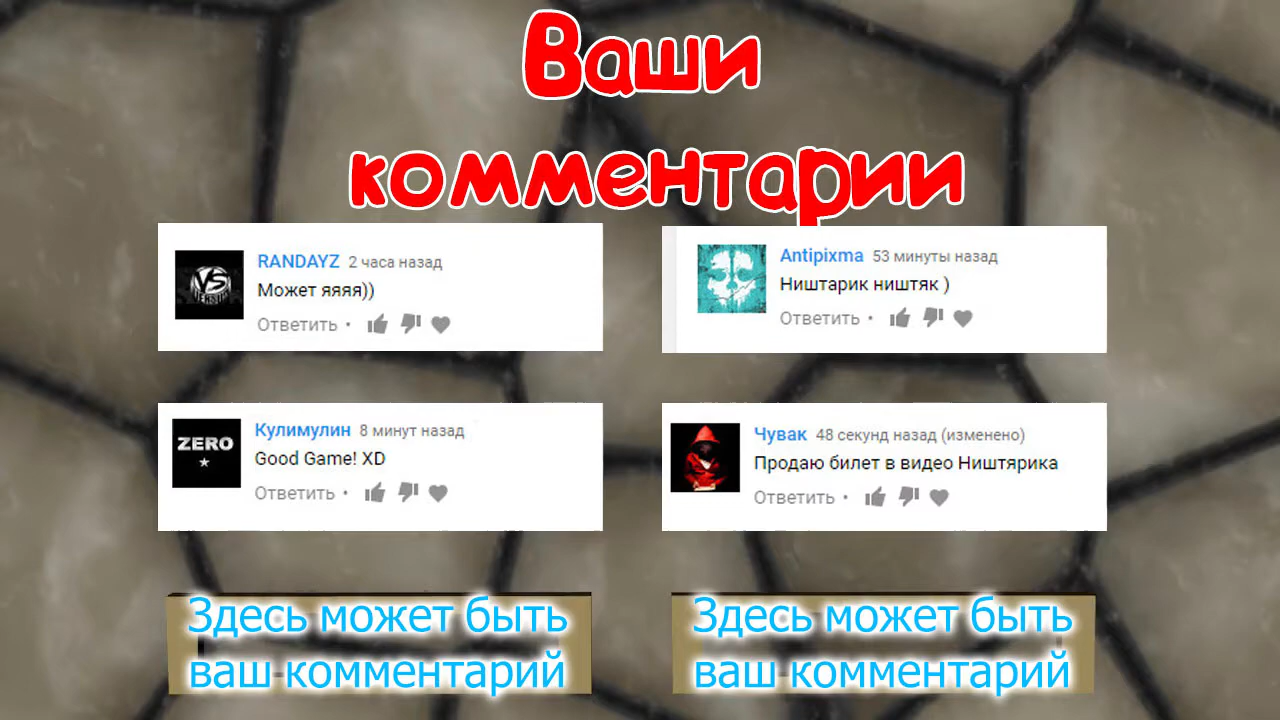 Ваши
комментарии
RANDAYZ 2 часа назад
Может яяяя))
Ответить •
Antipixma 53 минуты назад
Ништарик ништяк )
Ответить •
ZERO
Кулимулин 8 минут назад
Good Game! XD
Ответить •
Чувак 48 секунд назад (изменено)
Продаю билет в видео Ништярика
Ответить •
Здесь может быть
ваш комментарий
Здесь может быть
ваш комментарий